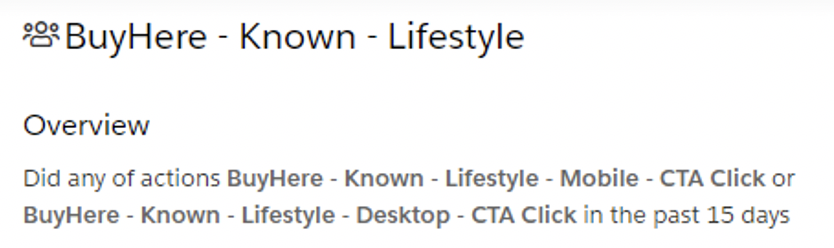 BuyHere - Known - Lifestyle
Overview
Did any of actions BuyHere - Known - Lifestyle - Mobile - CTA Click or
BuyHere - Known - Lifestyle - Desktop - CTA Click in the past 15 days